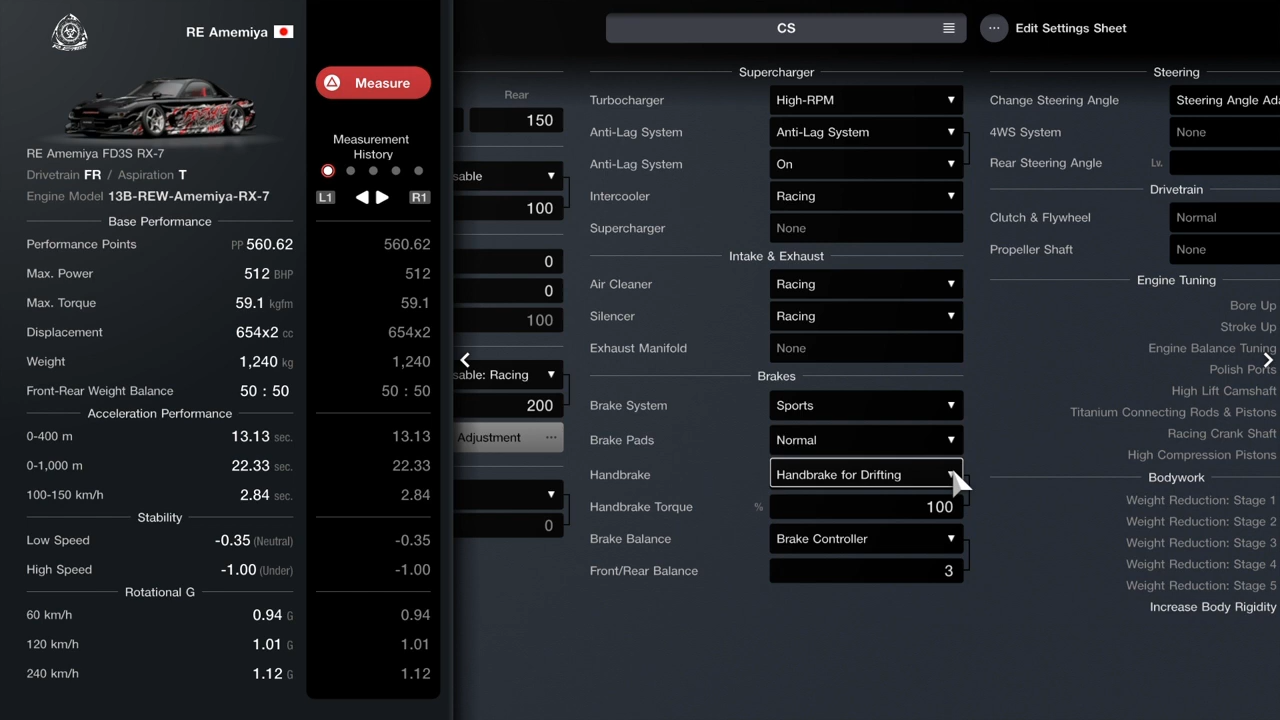 RE Amemiya
RE Amemiya FD3S RX-7
Drivetrain FR / Aspiration T
Engine Model 13B-REW-Amemiya-RX-7
Base Performance
Performance Points PP 560.62
Max. Power 512 BHP
Max. Torque 59.1 kgfm
Displacement 654x2 cc
Weight 1,240 kg
Front-Rear Weight Balance 50 : 50
Acceleration Performance
0-400 m 13.13 sec.
0-1,000 m 22.33 sec.
100-150 km/h 2.84 sec.
Stability
Low Speed -0.35 (Neutral)
High Speed -1.00 (Under)
Rotational G
60 km/h 0.94 G
120 km/h 1.01 G
240 km/h 1.12 G
Measure
Measurement
History
L1 R1
560.62
512
59.1
654x2
1,240
50 : 50
13.13
22.33
2.84
-0.35
-1.00
0.94
1.01
1.12
CS
Edit Settings Sheet
Rear
150
sable
100
0
0
100
sable: Racing
200
Adjustment ...
0
Supercharger
Turbocharger High-RPM
Anti-Lag System Anti-Lag System
Anti-Lag System On
Intercooler Racing
Supercharger None
Intake & Exhaust
Air Cleaner Racing
Silencer Racing
Exhaust Manifold None
Brakes
Brake System Sports
Brake Pads Normal
Handbrake Handbrake for Drifting
Handbrake Torque % 100
Brake Balance Brake Controller
Front/Rear Balance 3
Steering
Change Steering Angle Steering Angle Ada
4WS System None
Rear Steering Angle Lv.
Drivetrain
Clutch & Flywheel Normal
Propeller Shaft None
Engine Tuning
Bore Up
Stroke Up
Engine Balance Tuning
Polish Ports
High Lift Camshaft
Titanium Connecting Rods & Pistons
Racing Crank Shaft
High Compression Pistons
Bodywork
Weight Reduction: Stage 1
Weight Reduction: Stage 2
Weight Reduction: Stage 3
Weight Reduction: Stage 4
Weight Reduction: Stage 5
Increase Body Rigidity